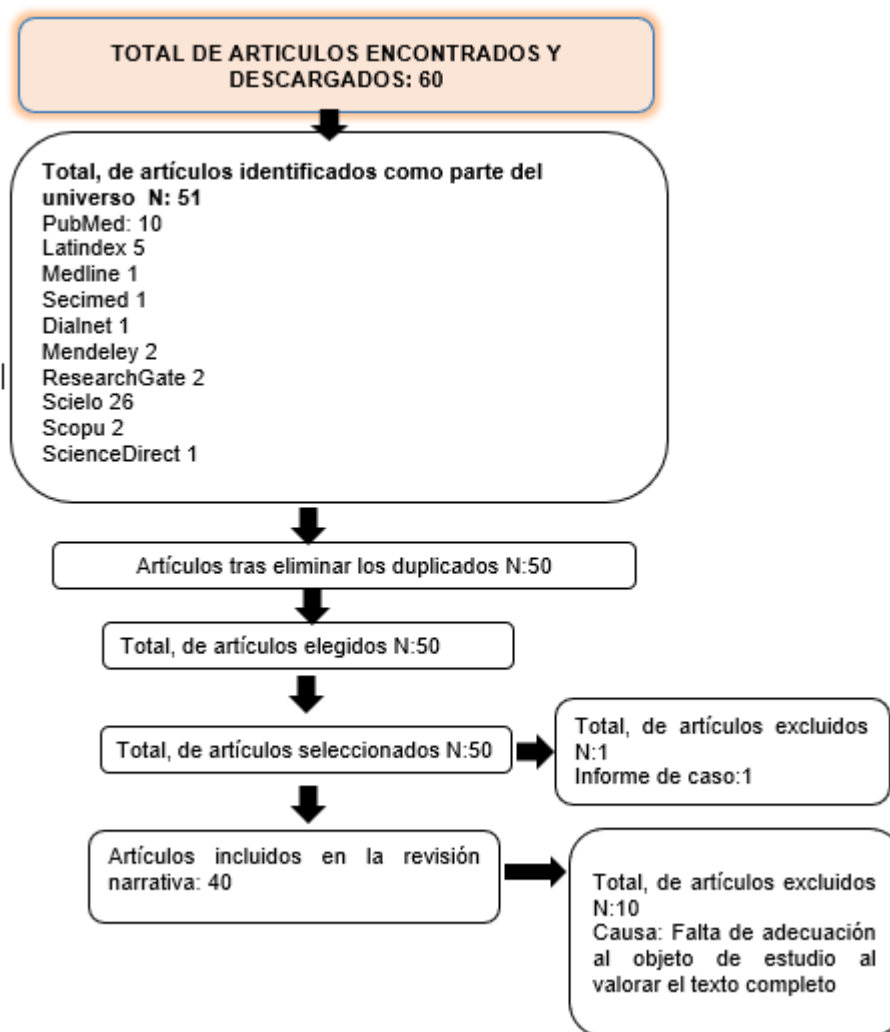 TOTAL DE ARTICULOS ENCONTRADOS Y
DESCARGADOS: 60
Total, de artículos identificados como parte del
universo N: 51
PubMed: 10
Latindex 5
Medline 1
Secimed 1
Dialnet 1
Mendeley 2
ResearchGate 2
Scielo 26
Scopu 2
ScienceDirect 1
Artículos tras eliminar los duplicados N:50
Total, de artículos elegidos N:50
Total, de artículos seleccionados N:50
Total, de artículos excluidos
N:1
Informe de caso:1
Artículos incluidos en la revisión
narrativa: 40
Total, de artículos excluidos
N:10
Causa: Falta de adecuación
al objeto de estudio al
valorar el texto completo